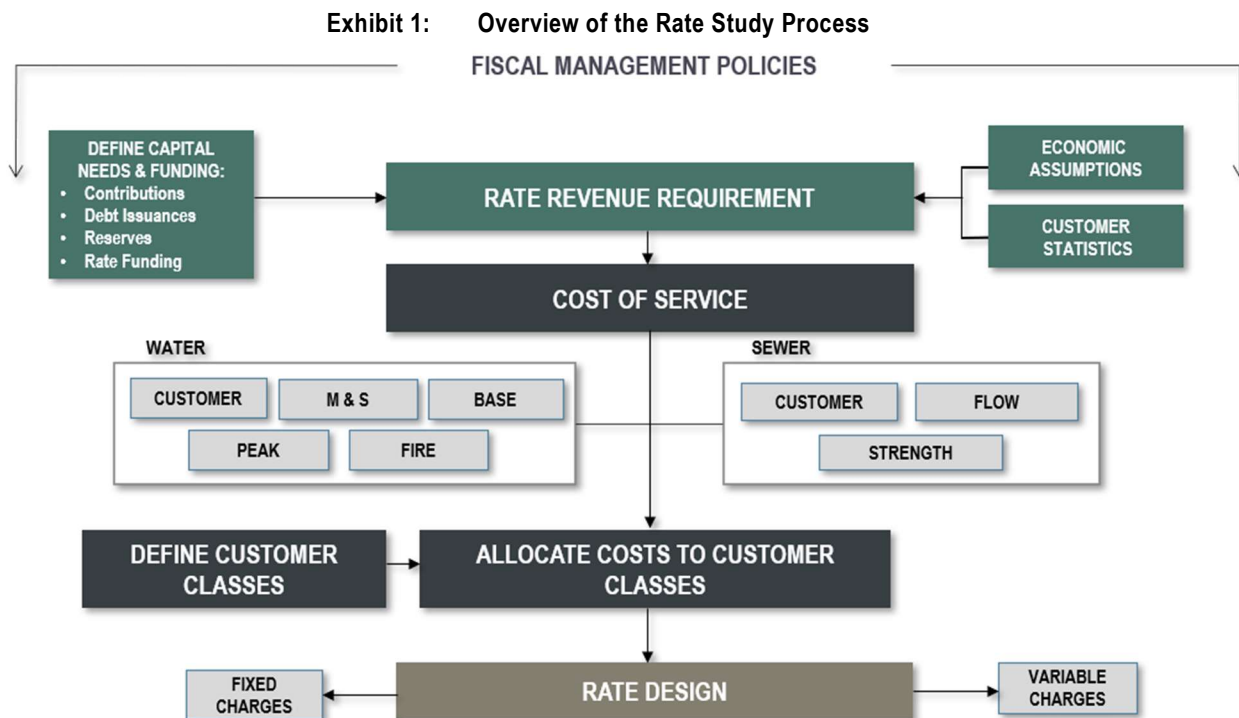 Exhibit 1: Overview of the Rate Study Process
FISCAL MANAGEMENT POLICIES
DEFINE CAPITAL
NEEDS & FUNDING:
• Contributions
• Debt Issuances
• Reserves
• Rate Funding
RATE REVENUE REQUIREMENT
ECONOMIC
ASSUMPTIONS
CUSTOMER
STATISTICS
COST OF SERVICE
WATER
CUSTOMER
M & S
BASE
PEAK
FIRE
SEWER
CUSTOMER
FLOW
STRENGTH
DEFINE CUSTOMER
CLASSES
ALLOCATE COSTS TO CUSTOMER
CLASSES
FIXED
CHARGES
RATE DESIGN
VARIABLE
CHARGES